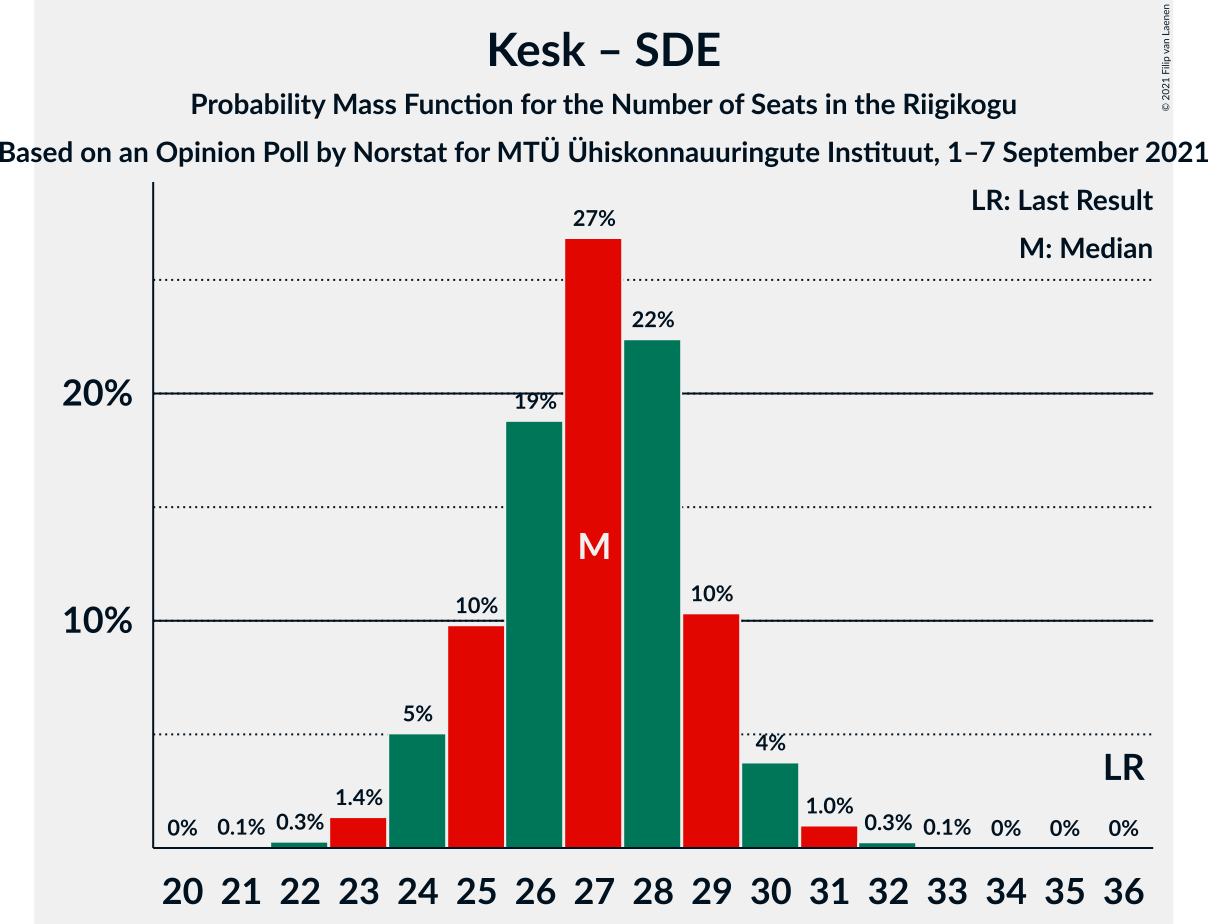 Kesk – SDE
Probability Mass Function for the Number of Seats in the Riigikogu
Based on an Opinion Poll by Norstat for MTÜ Ühiskonnauuringute Instituut, 1–7 September 2021
© 2021 Filip van Laenen
LR: Last Result
M: Median
27%
22%
20%
19%
M
10%
10%
10%
5%
4%
LR
1.4%
1.0%
0% 0.1% 0.3% 0.3% 0.1% 0% 0% 0%
20 21 22 23 24 25 26 27 28 29 30 31 32 33 34 35 36